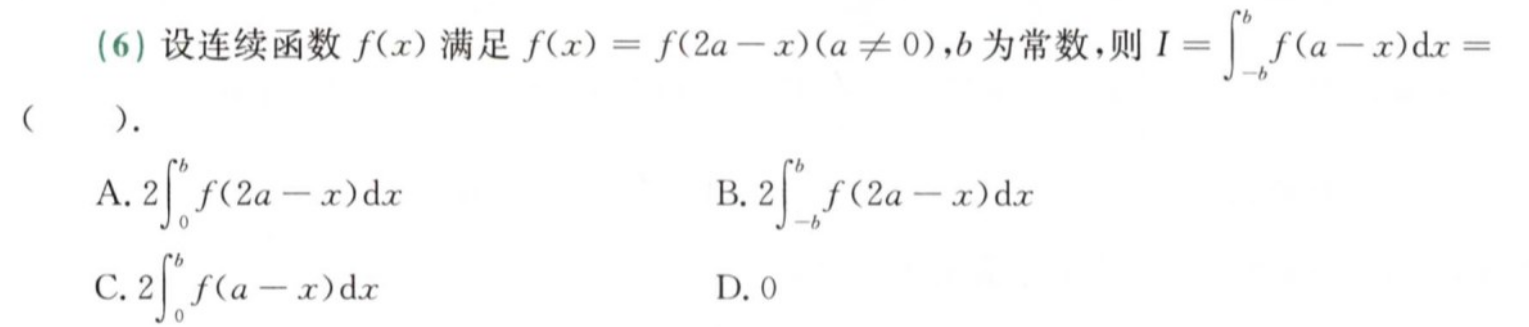 (6) 设连续函数 f(x) 满足 f(x) = f(2a − x)(a ≠ 0),b 为常数,则 I = ∫_{−b}^{b} f(a − x)dx =
(　　).
A. 2∫_{0}^{b} f(2a − x)dx　　B. 2∫_{−b}^{b} f(2a − x)dx
C. 2∫_{0}^{b} f(a − x)dx　　D. 0